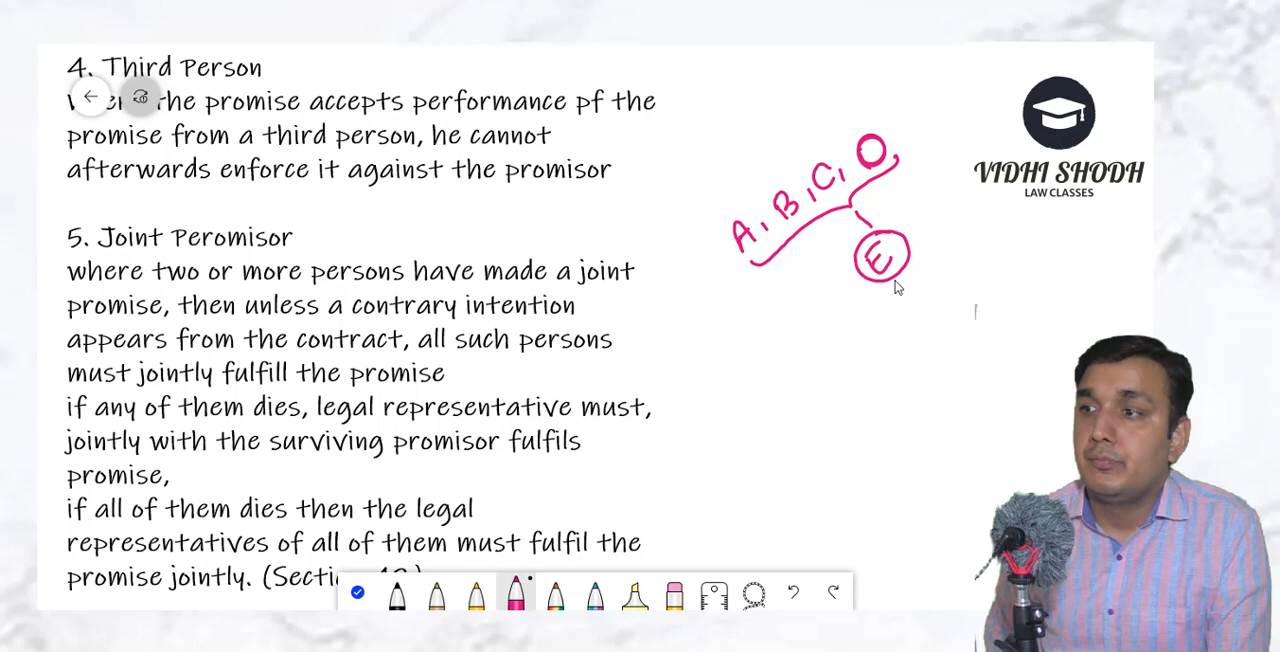 4. Third Person
the promise accepts performance pf the
promise from a third person, he cannot
afterwards enforce it against the promisor
5. Joint Peromisor
where two or more persons have made a joint
promise, then unless a contrary intention
appears from the contract, all such persons
must jointly fulfill the promise
if any of them dies, legal representative must,
jointly with the surviving promisor fulfils
promise,
if all of them dies then the legal
representatives of all of them must fulfil the
promise jointly.
A, B, C, D
E
VIDHI SHODH
LAW CLASSES